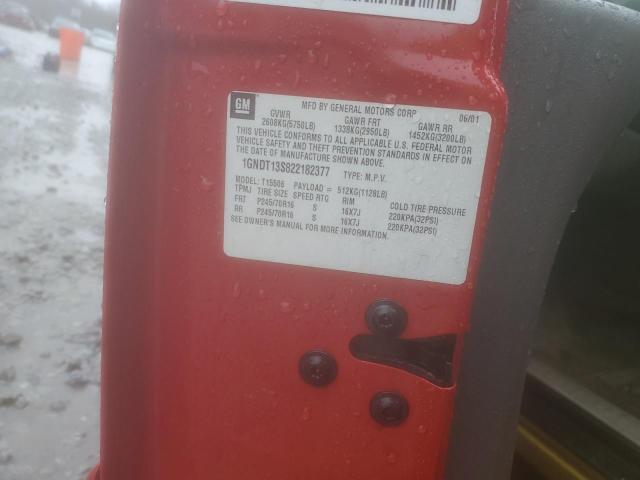 GM
MFD BY GENERAL MOTORS CORP 06/01
GVWR GAWR FRT GAWR RR
2608KG(5750LB) 1338KG(2950LB) 1452KG(3200LB)
THIS VEHICLE CONFORMS TO ALL APPLICABLE U.S. FEDERAL MOTOR
VEHICLE SAFETY AND THEFT PREVENTION STANDARDS IN EFFECT ON
THE DATE OF MANUFACTURE SHOWN ABOVE.
1GNDT13S822182377 TYPE: M.P.V.
MODEL: T15506 PAYLOAD = 512KG(1128LB)
TPMJ TIRE SIZE SPEED RTG RIM COLD TIRE PRESSURE
FRT P245/70R16 S 16X7J 220KPA(32PSI)
RR P245/70R16 S 16X7J 220KPA(32PSI)
SEE OWNER'S MANUAL FOR MORE INFORMATION.